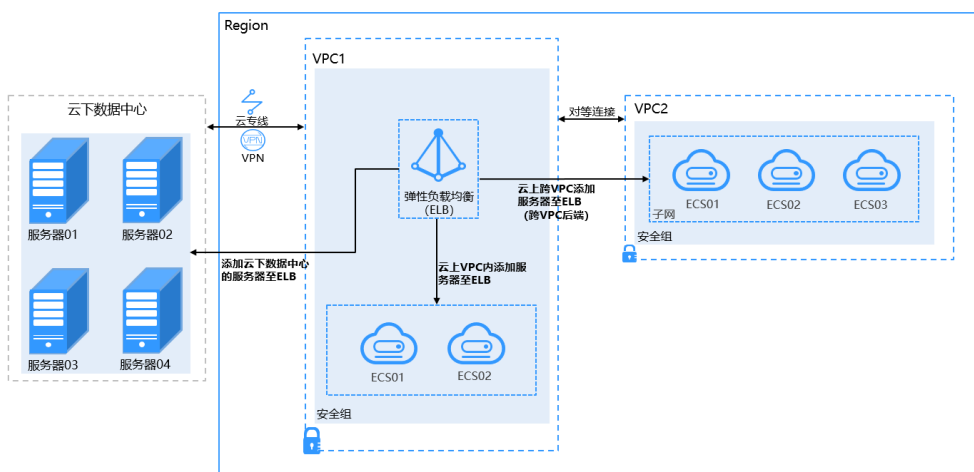 Region
云下数据中心
服务器01
服务器02
服务器03
服务器04
云专线
VPN
VPN
VPC1
弹性负载均衡
(ELB)
添加云下数据中心
的服务器至ELB
云上VPC内添加服
务器至ELB
ECS01
ECS02
安全组
对等连接
云上跨VPC添加
服务器至ELB
(跨VPC后端)
VPC2
ECS01
ECS02
ECS03
子网
安全组